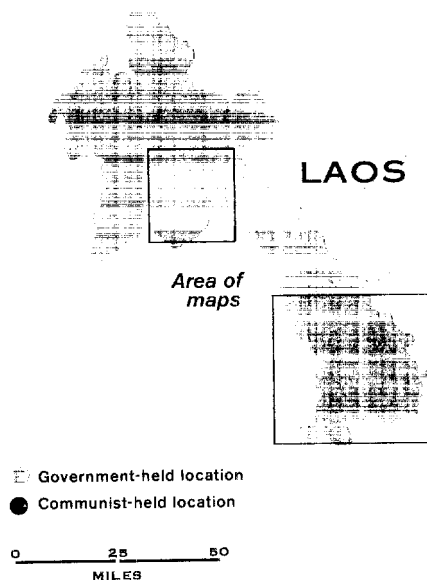 LAOS
Area of
maps
Government-held location
Communist-held location
0 25 50
MILES